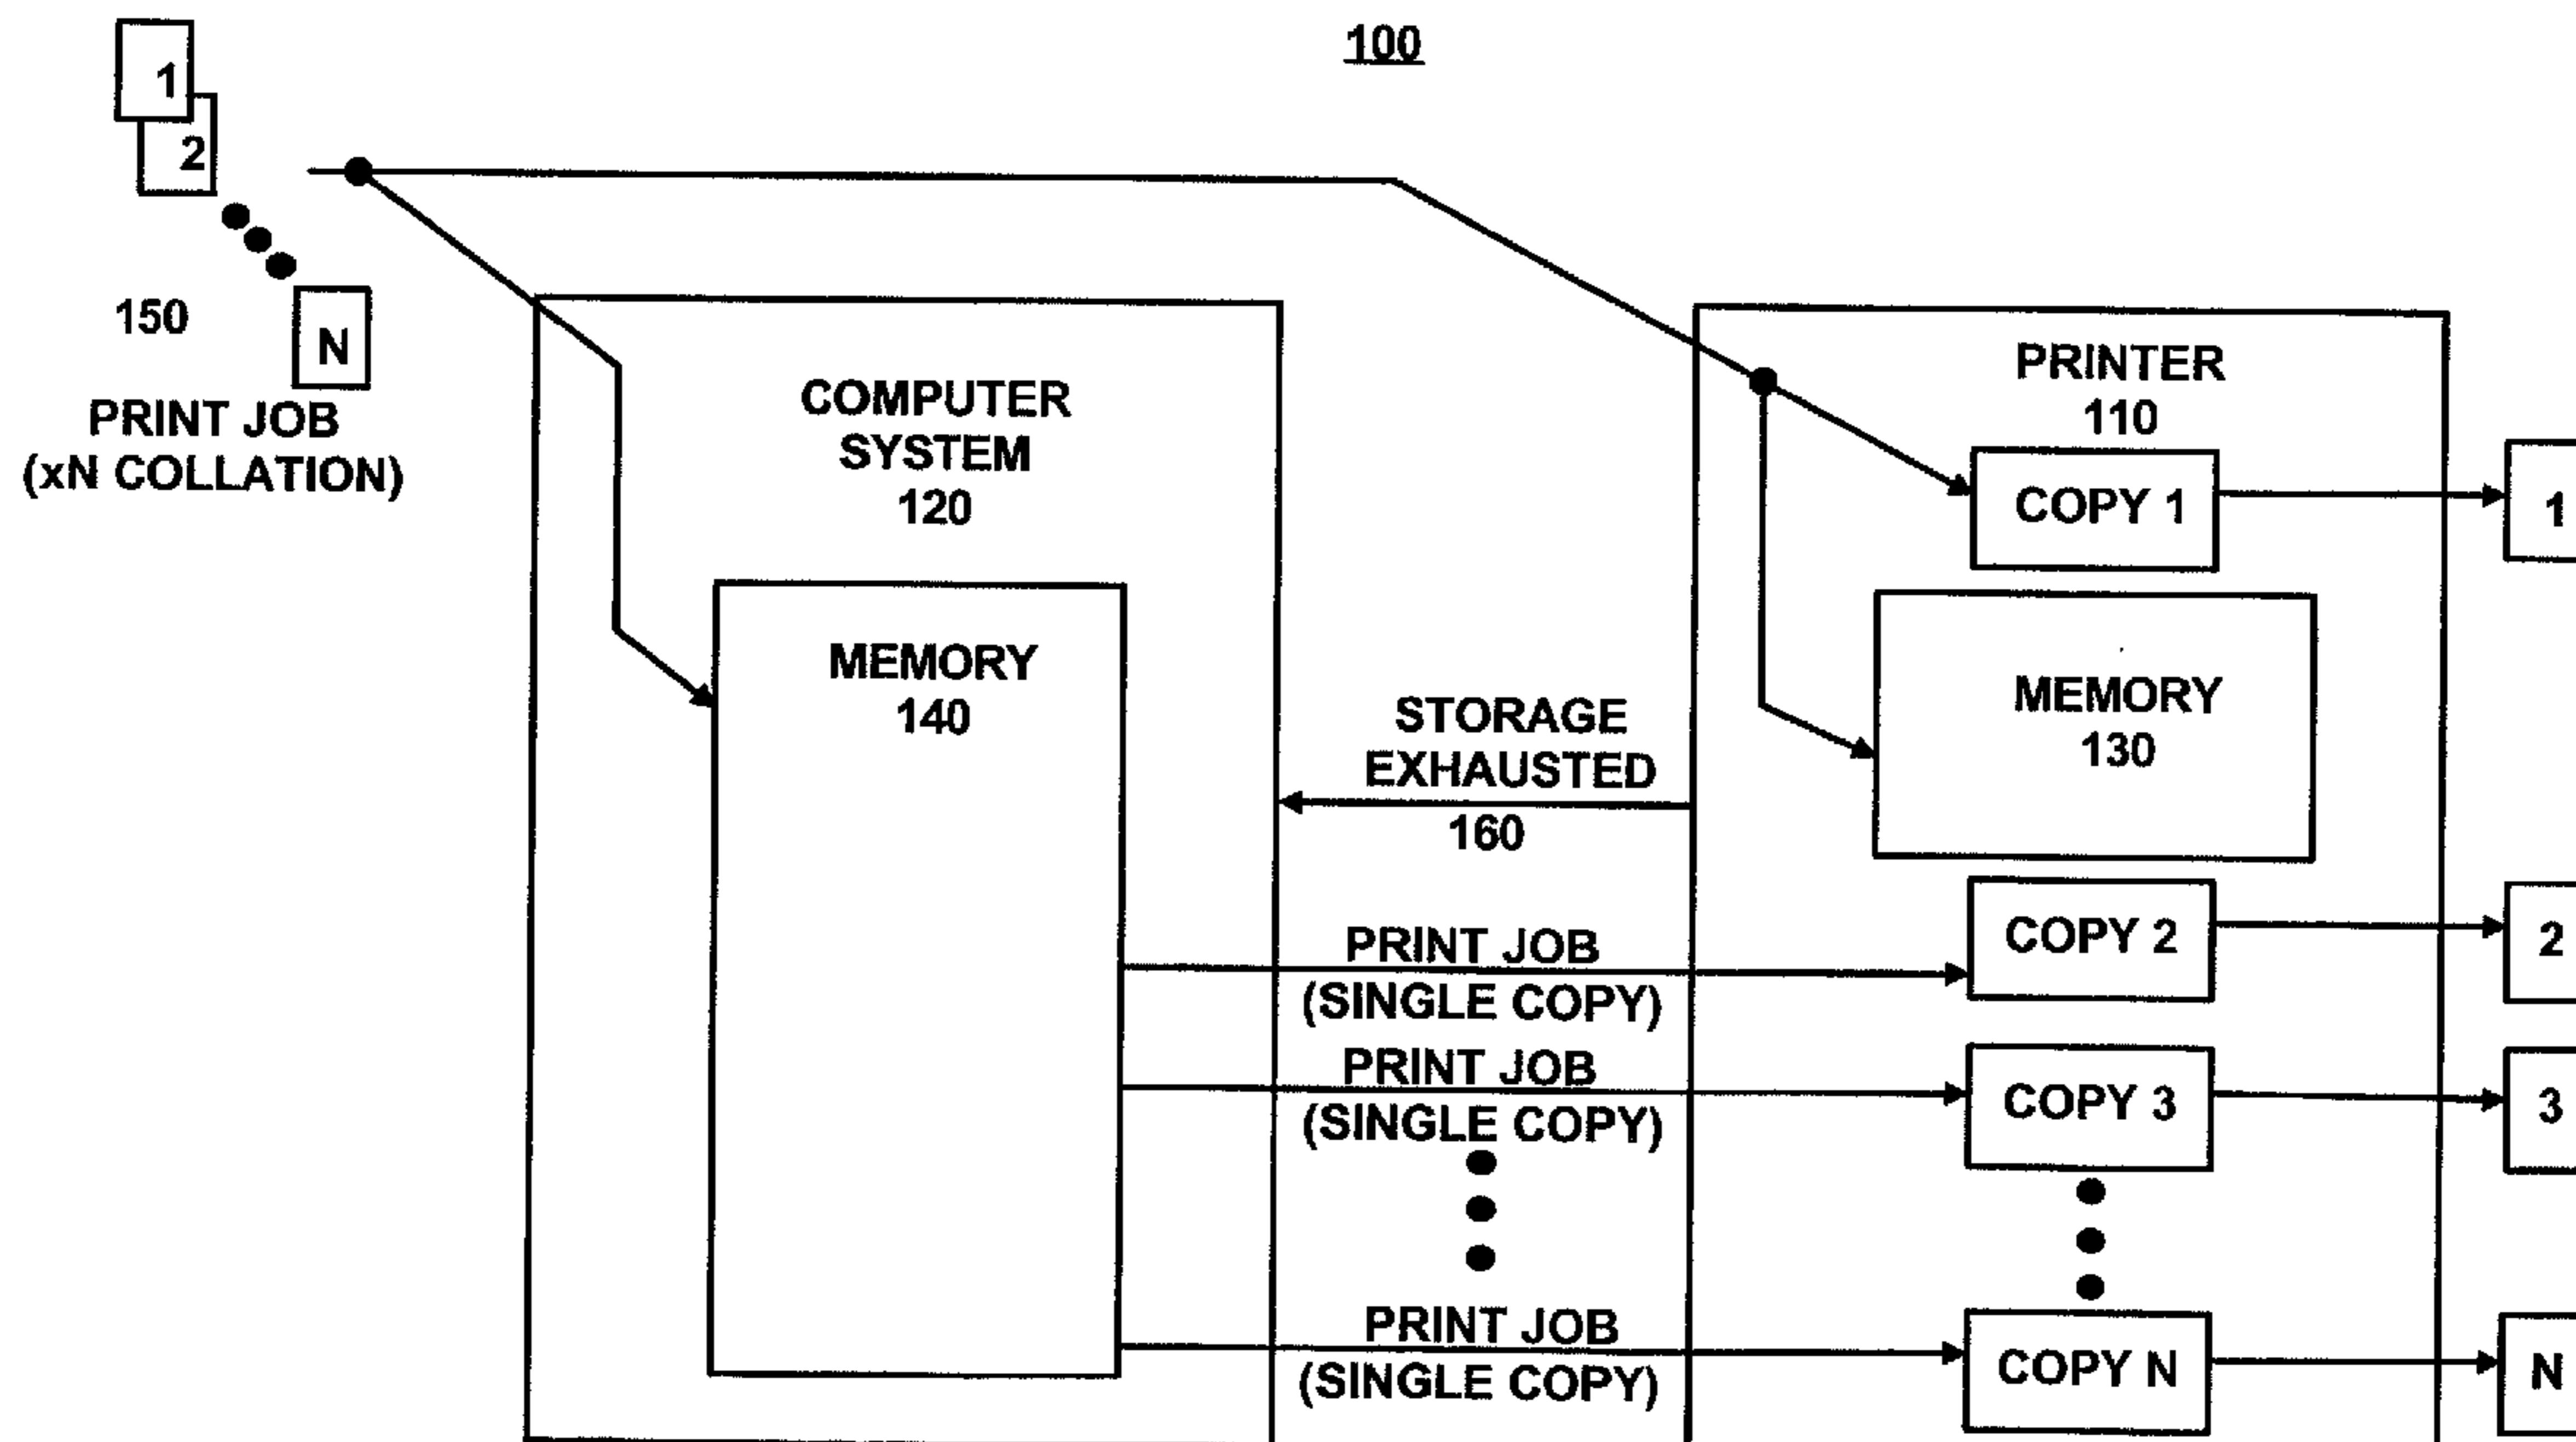 100
1
2
N
150
PRINT JOB
(xN COLLATION)
COMPUTER
SYSTEM
120
MEMORY
140
STORAGE
EXHAUSTED
160
PRINT JOB
(SINGLE COPY)
PRINT JOB
(SINGLE COPY)
PRINT JOB
(SINGLE COPY)
PRINTER
110
COPY 1
MEMORY
130
COPY 2
COPY 3
COPY N
1
2
3
N